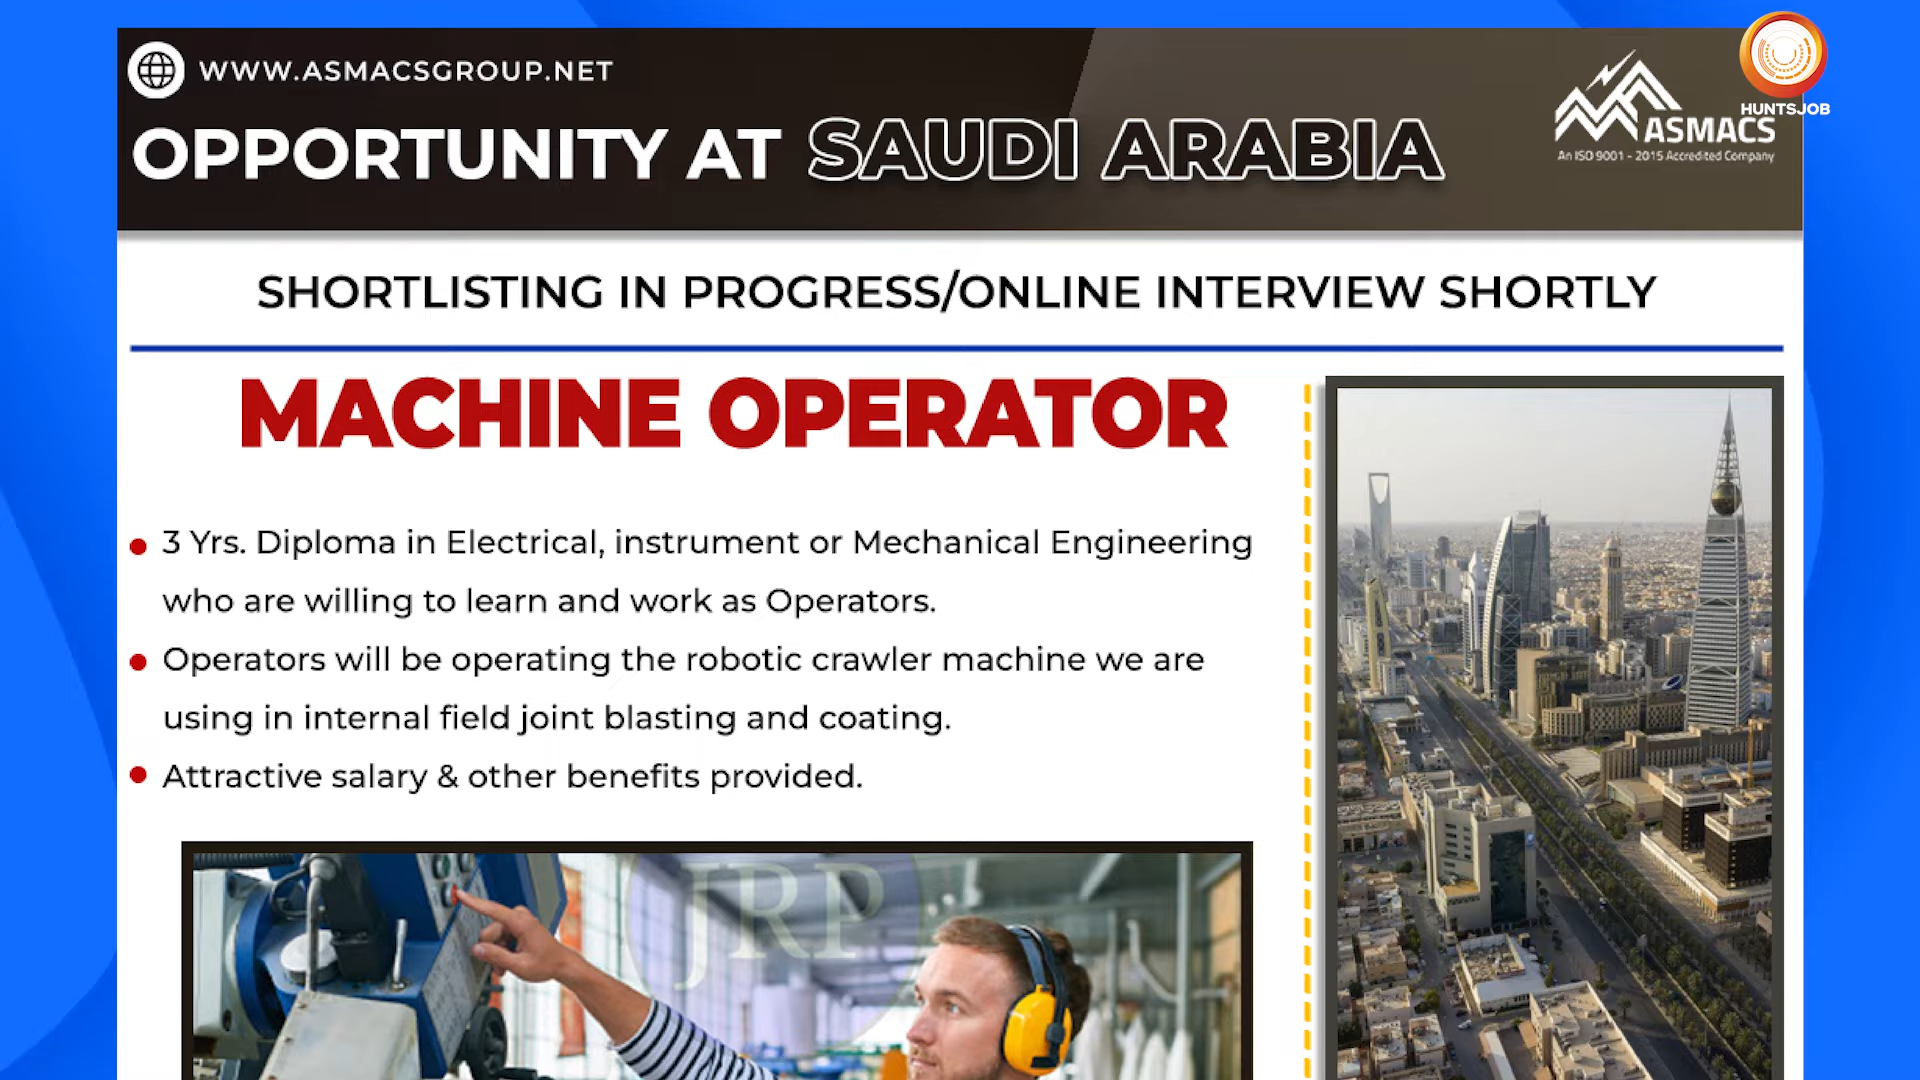 WWW.ASMACSGROUP.NET
OPPORTUNITY AT SAUDI ARABIA
HUNTSJOB
ASMACS
An ISO 9001 - 2015 Accredited Company
SHORTLISTING IN PROGRESS/ONLINE INTERVIEW SHORTLY
MACHINE OPERATOR
3 Yrs. Diploma in Electrical, instrument or Mechanical Engineering
who are willing to learn and work as Operators.
Operators will be operating the robotic crawler machine we are
using in internal field joint blasting and coating.
Attractive salary & other benefits provided.
JRP